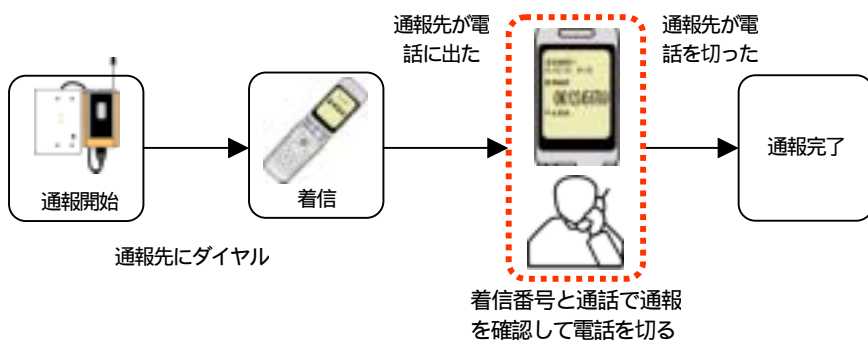 通報先が電
話に出た
通報先が電
話を切った
通報開始
着信
通報完了
通報先にダイヤル
着信番号と通話で通報
を確認して電話を切る